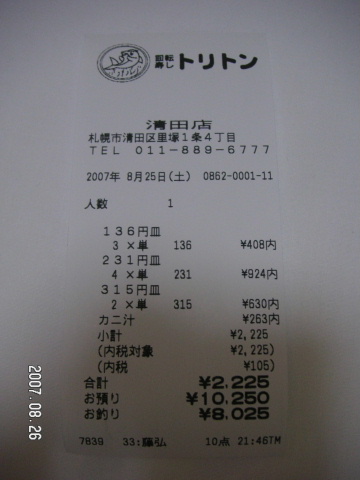 回転
寿し トリトン
清田店
札幌市清田区里塚1条4丁目
TEL 011-889-6777
2007年 8月25日(土) 0862-0001-11
人数 1
136円皿
3 ×単 136 ¥408内
231円皿
4 ×単 231 ¥924内
315円皿
2 ×単 315 ¥630内
カニ汁 ¥263内
小計 ¥2,225
(内税対象 ¥2,225)
(内税 ¥105)
合計 ¥2,225
お預り ¥10,250
お釣り ¥8,025
7839 33:藤弘 10点 21:46TM
2007.08.26